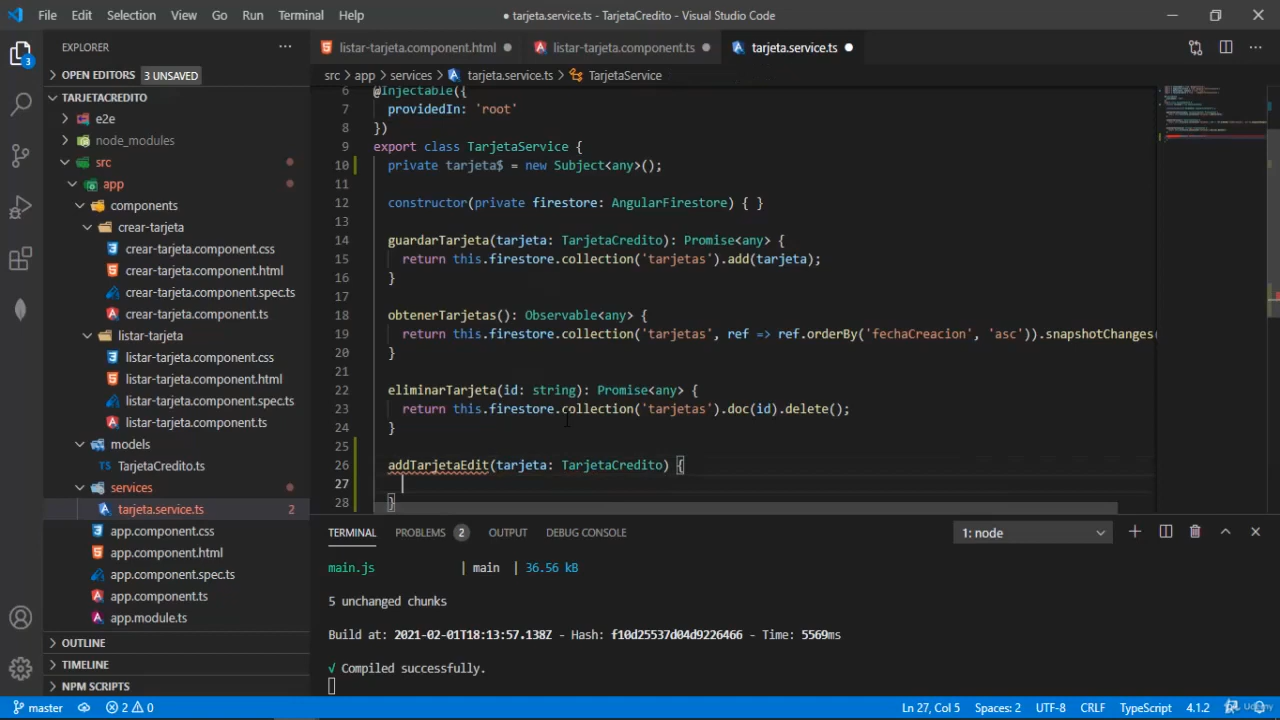 File Edit Selection View Go Run Terminal Help
● tarjeta.service.ts - TarjetaCredito - Visual Studio Code
EXPLORER
OPEN EDITORS 3 UNSAVED
TARJETACREDITO
e2e
node_modules
src
app
components
crear-tarjeta
crear-tarjeta.component.css
crear-tarjeta.component.html
crear-tarjeta.component.spec.ts
crear-tarjeta.component.ts
listar-tarjeta
listar-tarjeta.component.css
listar-tarjeta.component.html
listar-tarjeta.component.spec.ts
listar-tarjeta.component.ts
models
TarjetaCredito.ts
services
tarjeta.service.ts 2
app.component.css
app.component.html
app.component.spec.ts
app.component.ts
app.module.ts
OUTLINE
TIMELINE
NPM SCRIPTS
3
listar-tarjeta.component.html ● listar-tarjeta.component.ts ● tarjeta.service.ts ●
src > app > services > tarjeta.service.ts > TarjetaService
6 @Injectable({
7 providedIn: 'root'
8 })
9 export class TarjetaService {
10 private tarjeta$ = new Subject<any>();
11
12 constructor(private firestore: AngularFirestore) { }
13
14 guardarTarjeta(tarjeta: TarjetaCredito): Promise<any> {
15 return this.firestore.collection('tarjetas').add(tarjeta);
16 }
17
18 obtenerTarjetas(): Observable<any> {
19 return this.firestore.collection('tarjetas', ref => ref.orderBy('fechaCreacion', 'asc')).snapshotChanges(
20 }
21
22 eliminarTarjeta(id: string): Promise<any> {
23 return this.firestore.collection('tarjetas').doc(id).delete();
24 }
25
26 addTarjetaEdit(tarjeta: TarjetaCredito) {
27
28 }
TERMINAL PROBLEMS 2 OUTPUT DEBUG CONSOLE 1: node
main.js | main | 36.56 kB
5 unchanged chunks
Build at: 2021-02-01T18:13:57.138Z - Hash: f10d25537d04d9226466 - Time: 5569ms
√ Compiled successfully.
master 2 0 Ln 27, Col 5 Spaces: 2 UTF-8 CRLF TypeScript 4.1.2
Udemy